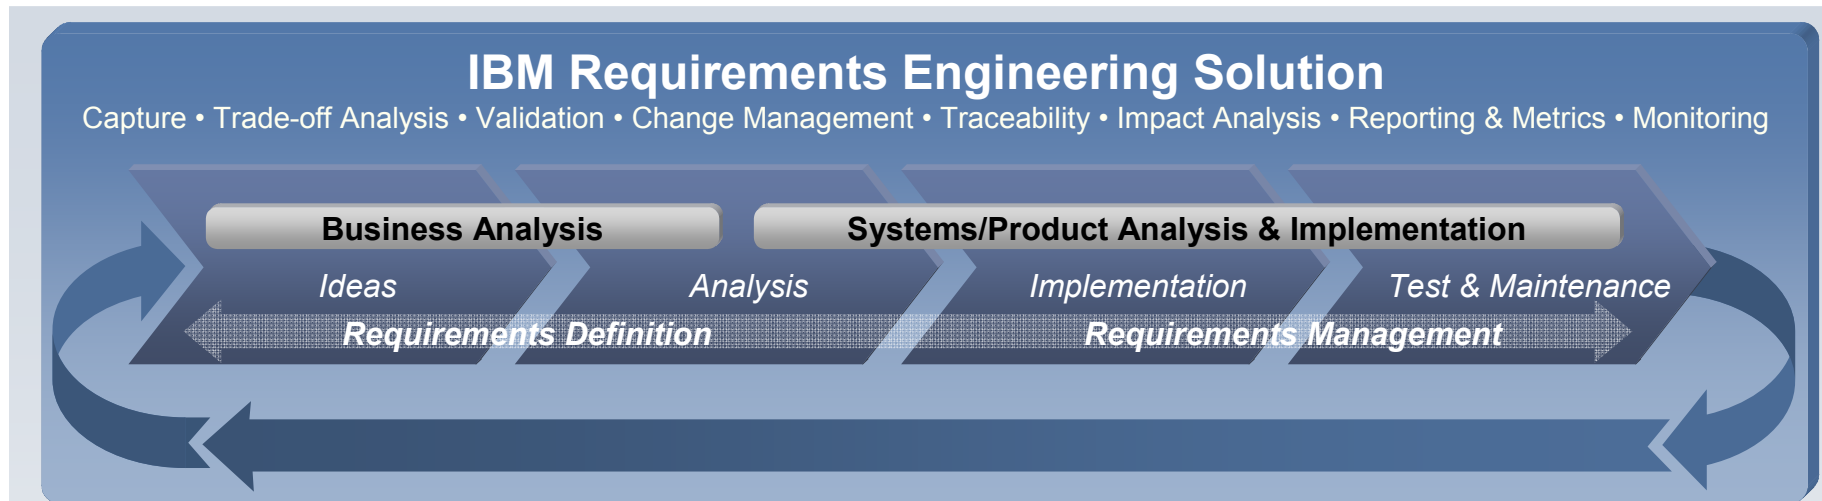 IBM Requirements Engineering Solution
Capture • Trade-off Analysis • Validation • Change Management • Traceability • Impact Analysis • Reporting & Metrics • Monitoring
Business Analysis
Systems/Product Analysis & Implementation
Ideas
Analysis
Implementation
Test & Maintenance
Requirements Definition
Requirements Management